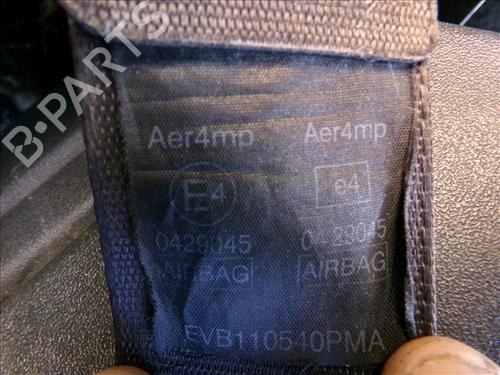 B-PARTS
Aer4mp Aer4mp
E4 e4
0429045
AIRBAG AIRBAG
EVB110540PMA